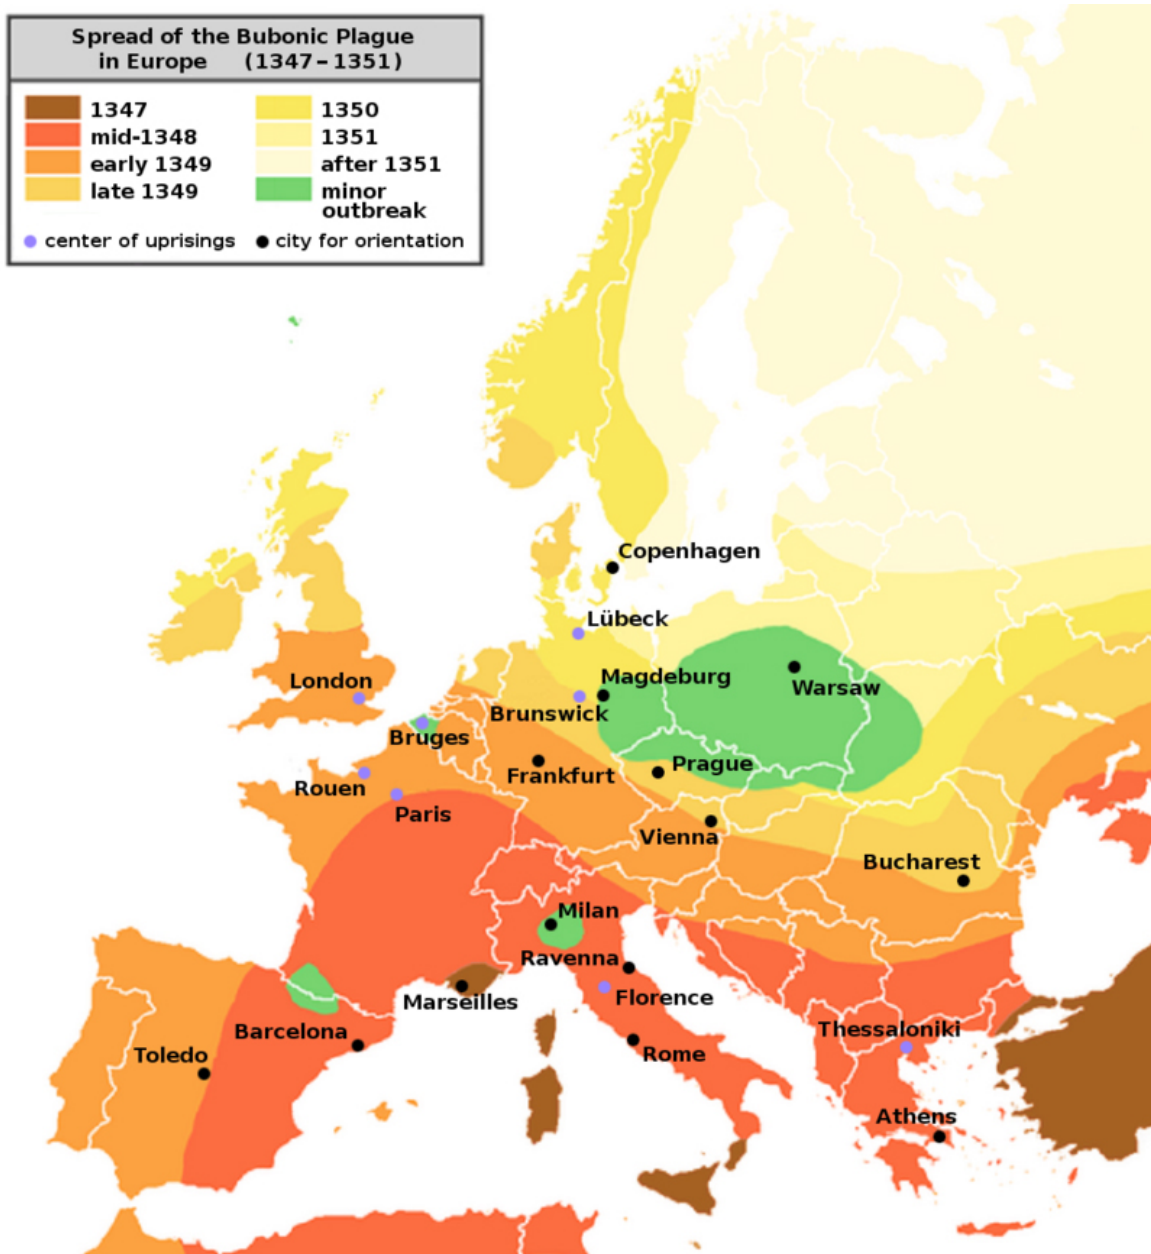 Spread of the Bubonic Plague
in Europe (1347–1351)
1347
mid-1348
early 1349
late 1349
1350
1351
after 1351
minor
outbreak
center of uprisings
city for orientation
Copenhagen
Lübeck
Magdeburg
Warsaw
London
Brunswick
Bruges
Prague
Frankfurt
Rouen
Paris
Vienna
Bucharest
Milan
Ravenna
Marseilles
Florence
Barcelona
Thessaloniki
Toledo
Rome
Athens